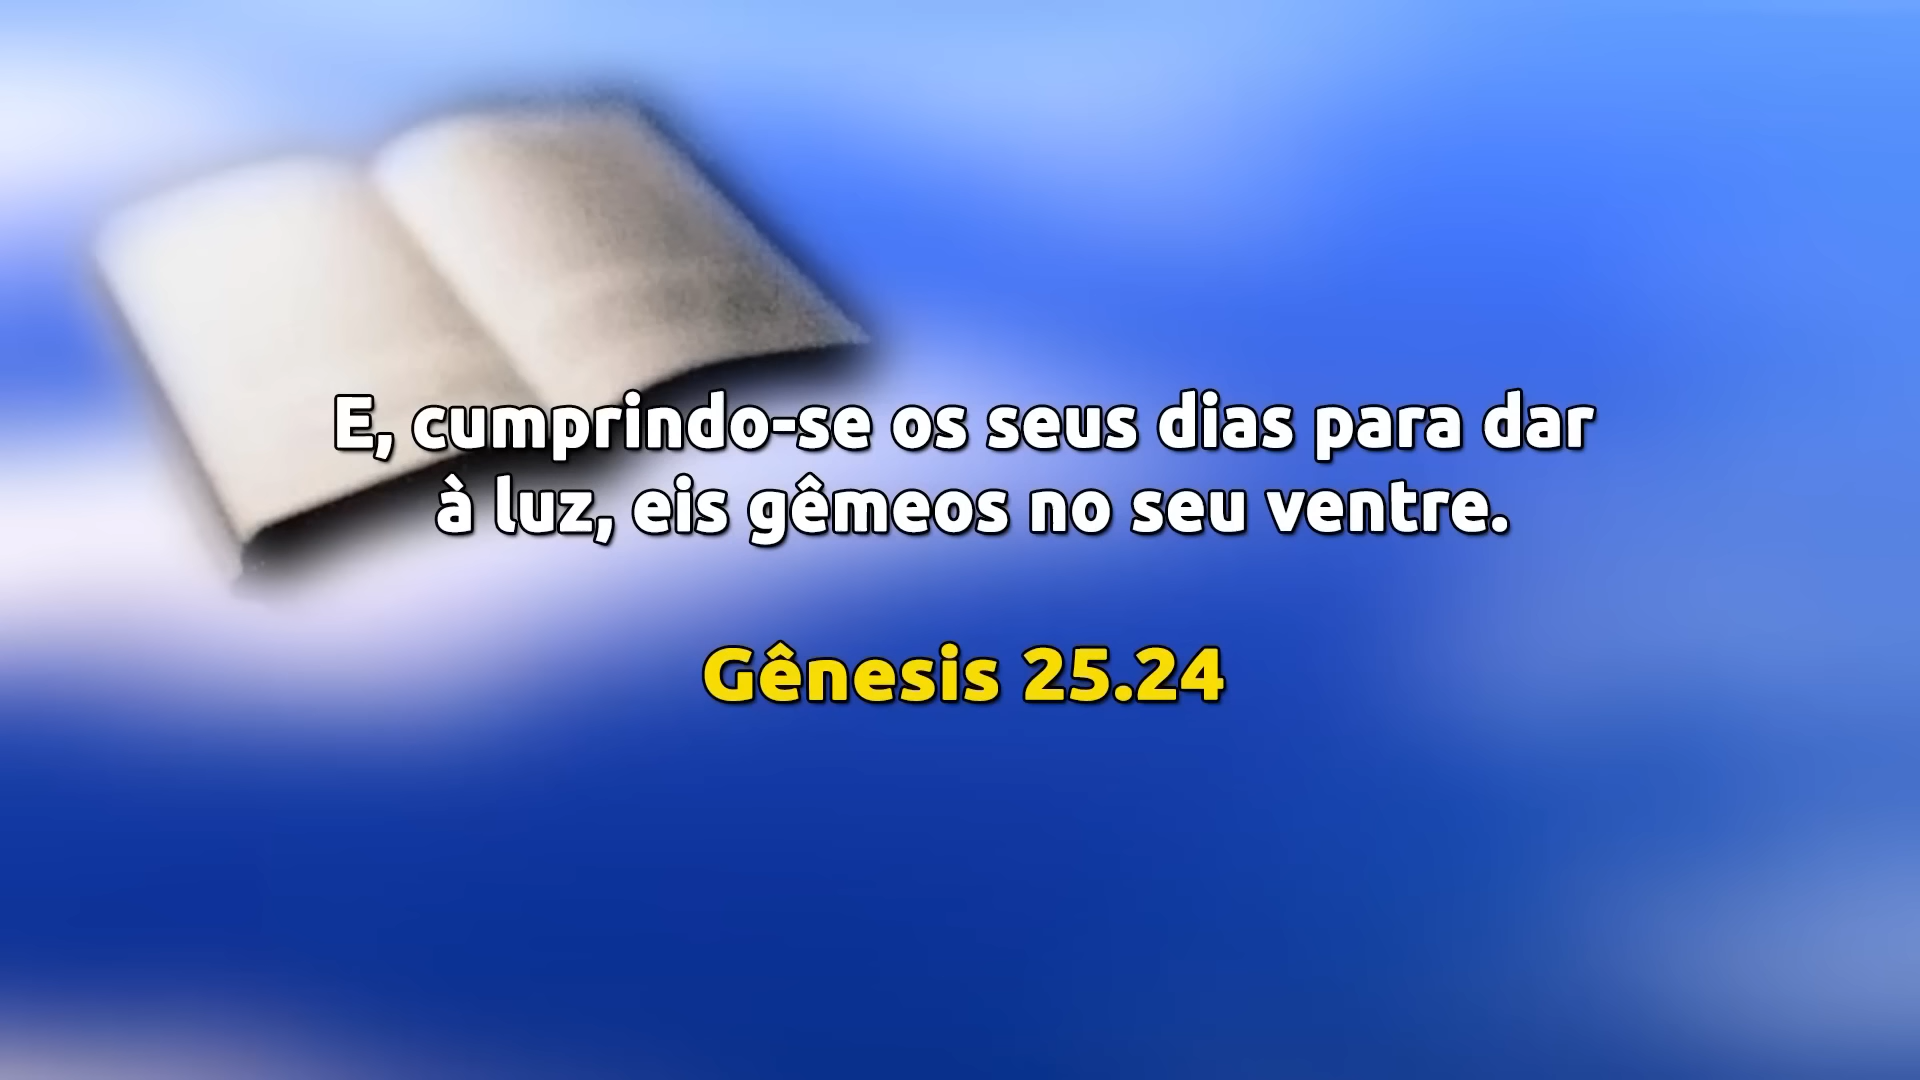 E, cumprindo-se os seus dias para dar
à luz, eis gêmeos no seu ventre.
Gênesis 25.24